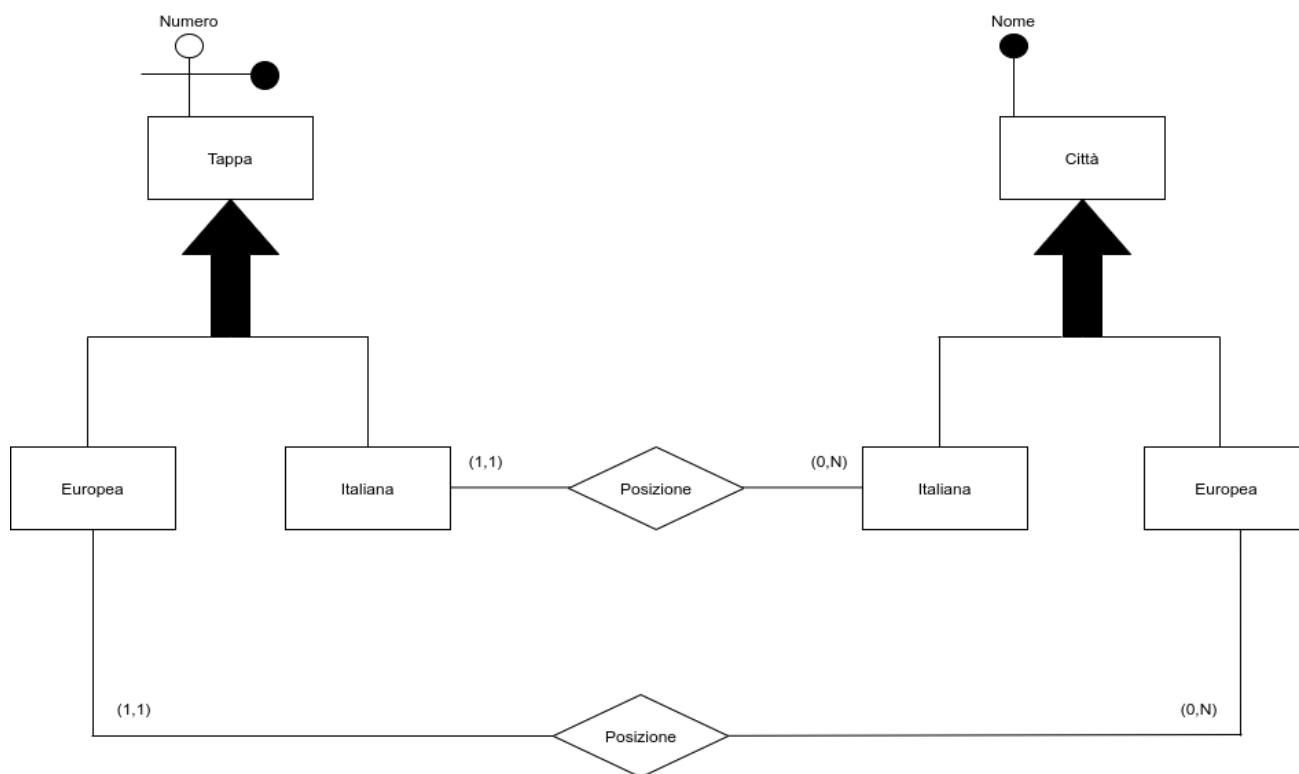 Numero
Nome
Tappa
Città
(1,1)
(0,N)
Europea
Italiana
Posizione
Italiana
Europea
(1,1)
(0,N)
Posizione